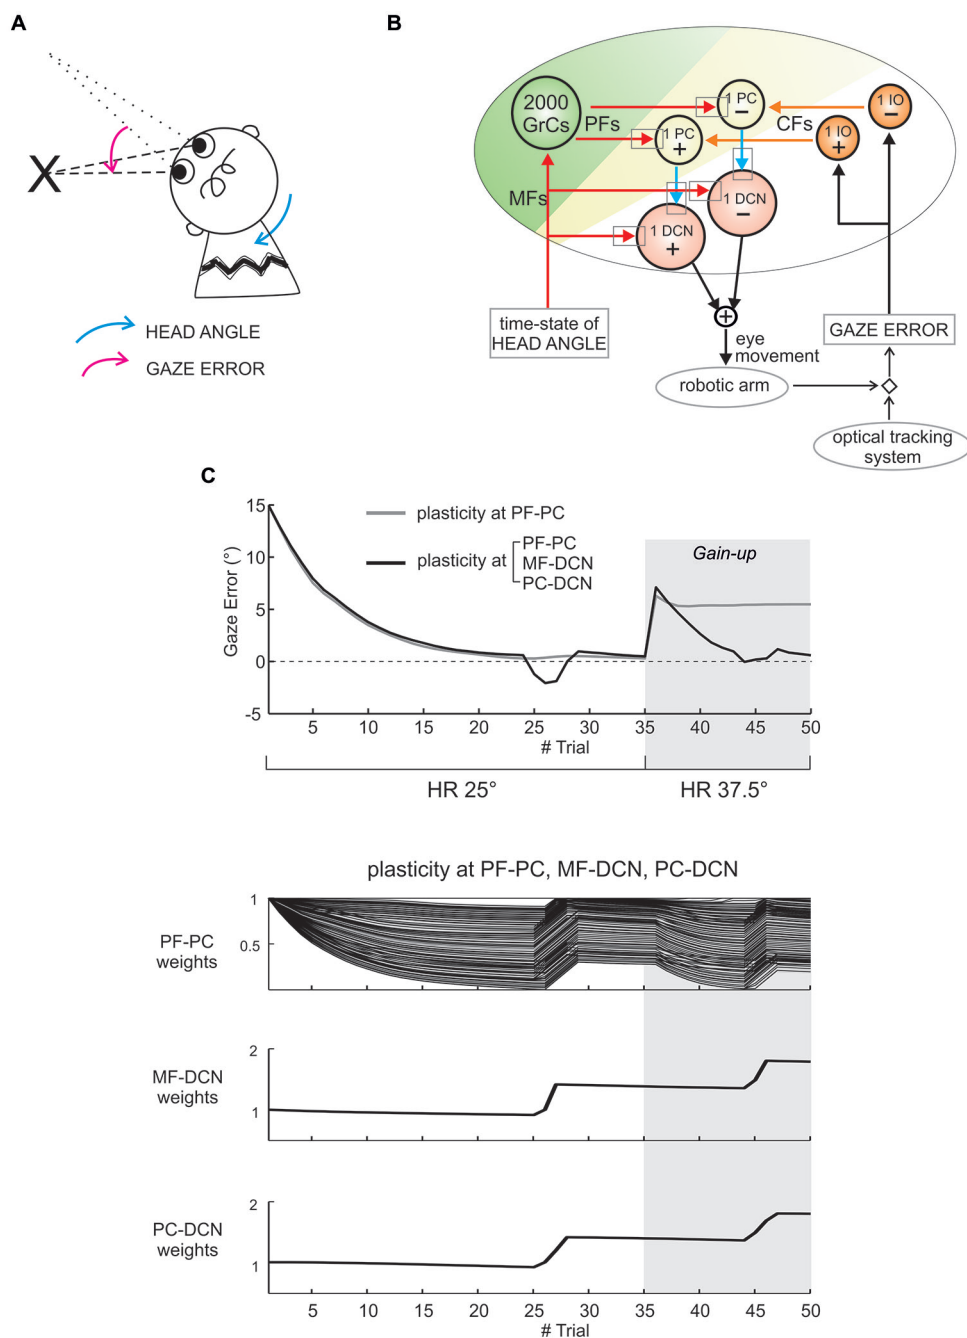 A
X
HEAD ANGLE
GAZE ERROR
B
2000
GrCs
PFs
1 PC
−
1 PC
+
CFs
1 IO
−
1 IO
+
MFs
1 DCN
−
1 DCN
+
time-state of
HEAD ANGLE
+
eye
movement
robotic arm
GAZE ERROR
optical tracking
system
C
plasticity at PF-PC
plasticity at
PF-PC
MF-DCN
PC-DCN
Gain-up
Gaze Error (°)
15
10
5
0
-5
5 10 15 20 25 30 35 40 45 50
# Trial
HR 25°
HR 37.5°
plasticity at PF-PC, MF-DCN, PC-DCN
PF-PC
weights
1
0.5
MF-DCN
weights
2
1
PC-DCN
weights
2
1
5 10 15 20 25 30 35 40 45 50
# Trial